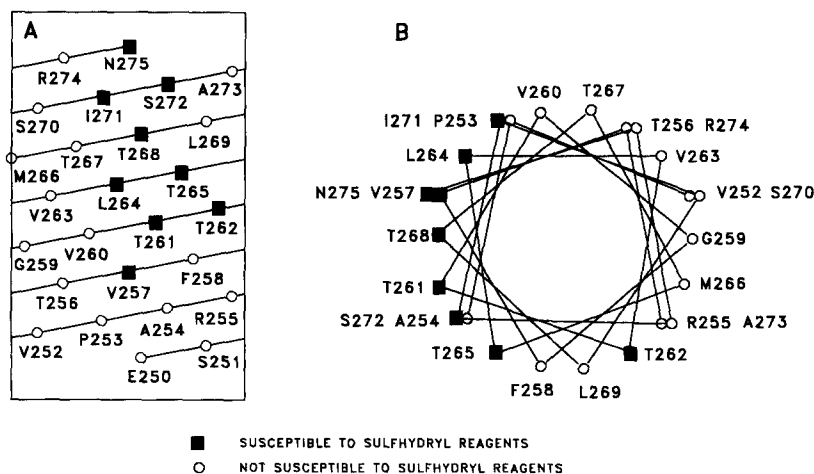 A
N275
R274
A273
S272
I271
S270
L269
T268
T267
M266
T265
L264
V263
T262
T261
V260
G259
F258
V257
T256
R255
A254
P253
V252
S251
E250
B
V260 T267
I271 P253
T256 R274
L264
V263
N275 V257
V252 S270
T268
G259
T261
M266
S272 A254
R255 A273
T265
T262
F258
L269
SUSCEPTIBLE TO SULFHYDRYL REAGENTS
NOT SUSCEPTIBLE TO SULFHYDRYL REAGENTS